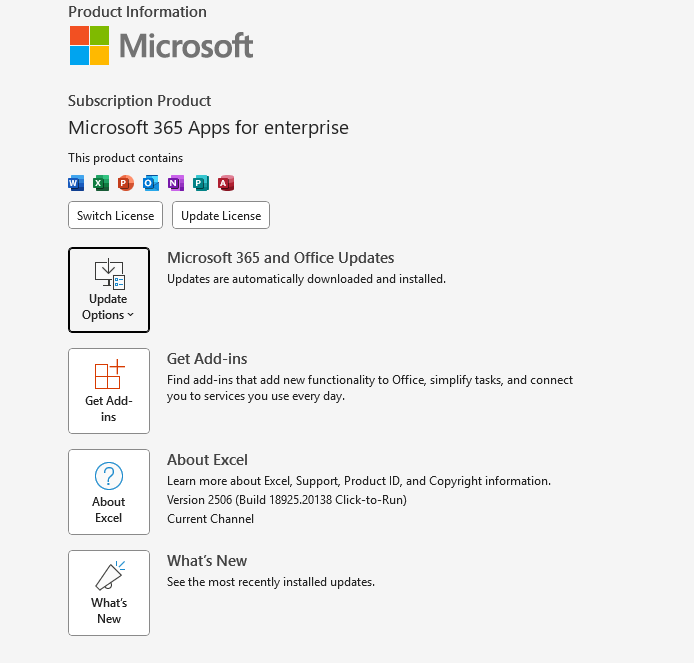 Product Information
Microsoft
Subscription Product
Microsoft 365 Apps for enterprise
This product contains
W X P O N P A
Switch License
Update License
Update
Options
Microsoft 365 and Office Updates
Updates are automatically downloaded and installed.
Get Add-
ins
Get Add-ins
Find add-ins that add new functionality to Office, simplify tasks, and connect
you to services you use every day.
About
Excel
About Excel
Learn more about Excel, Support, Product ID, and Copyright information.
Version 2506 (Build 18925.20138 Click-to-Run)
Current Channel
What's
New
What's New
See the most recently installed updates.